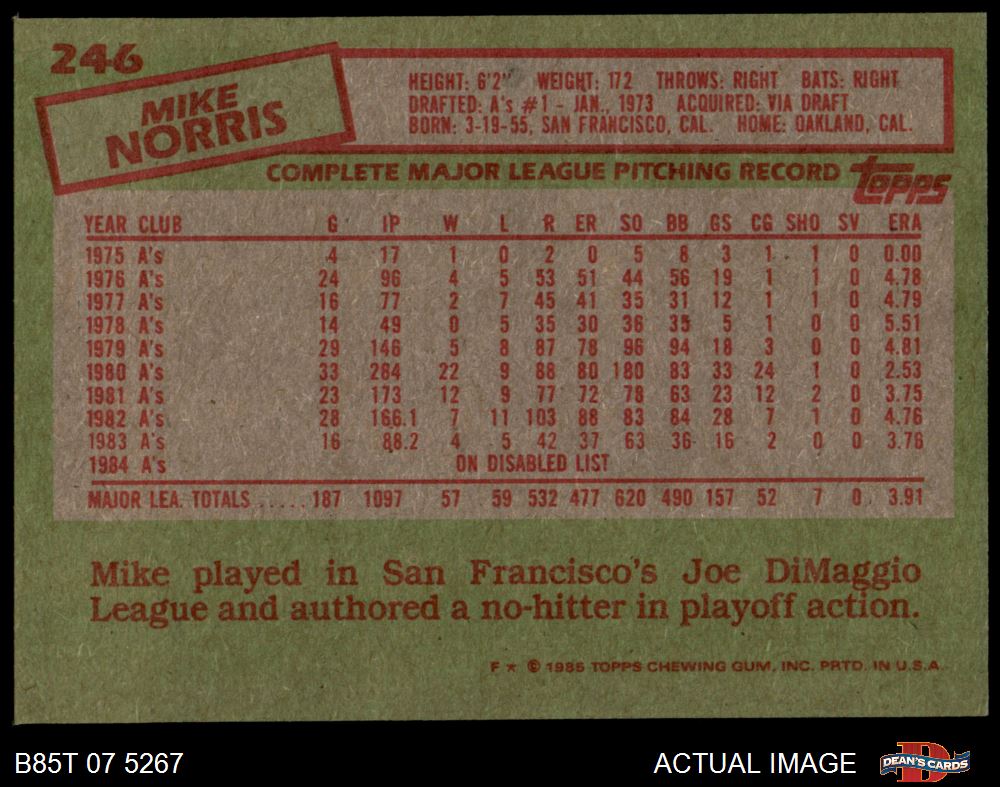 246
MIKE
NORRIS
HEIGHT: 6'2" WEIGHT: 172 THROWS: RIGHT BATS: RIGHT
DRAFTED: A's #1 - JAN., 1973 ACQUIRED: VIA DRAFT
BORN: 3-19-55, SAN FRANCISCO, CAL. HOME: OAKLAND, CAL.
COMPLETE MAJOR LEAGUE PITCHING RECORD topps
YEAR CLUB G IP W L R ER SO BB GS CG SHO SV ERA
1975 A's 4 17 1 0 2 0 5 8 3 1 1 0 0.00
1976 A's 24 96 4 5 53 51 44 56 19 1 1 0 4.78
1977 A's 16 77 2 7 45 41 35 31 12 1 1 0 4.79
1978 A's 14 49 0 5 35 30 36 35 5 1 0 0 5.51
1979 A's 29 146 5 8 87 78 96 94 18 3 0 0 4.81
1980 A's 33 284 22 9 88 80 180 83 33 24 1 0 2.53
1981 A's 23 173 12 9 77 72 78 63 23 12 2 0 3.75
1982 A's 28 166.1 7 11 103 88 83 84 28 7 1 0 4.76
1983 A's 16 88.2 4 5 42 37 63 36 16 2 0 0 3.76
1984 A's ON DISABLED LIST
MAJOR LEA. TOTALS ..... 187 1097 57 59 532 477 620 490 157 52 7 0 3.91
Mike played in San Francisco's Joe DiMaggio
League and authored a no-hitter in playoff action.
F ★ © 1985 TOPPS CHEWING GUM, INC. PRTD. IN U.S.A.
B85T 07 5267 ACTUAL IMAGE DEAN'S CARDS